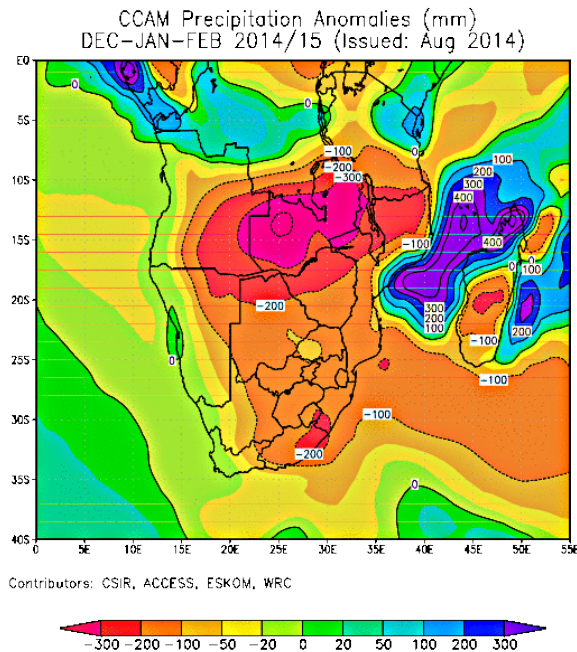 CCAM Precipitation Anomalies (mm)
DEC-JAN-FEB 2014/15 (Issued: Aug 2014)
EQ
0
0
5S
0
-100
-200
100
10S
-300
200
300
400
15S
-100
400
0
100
20S
-200
300
200
100
200
25S
0
-100
-100
30S
-100
-200
35S
0
40S
0 5E 10E 15E 20E 25E 30E 35E 40E 45E 50E 55E
Contributors: CSIR, ACCESS, ESKOM, WRC
-300 -200 -100 -50 -20 0 20 50 100 200 300